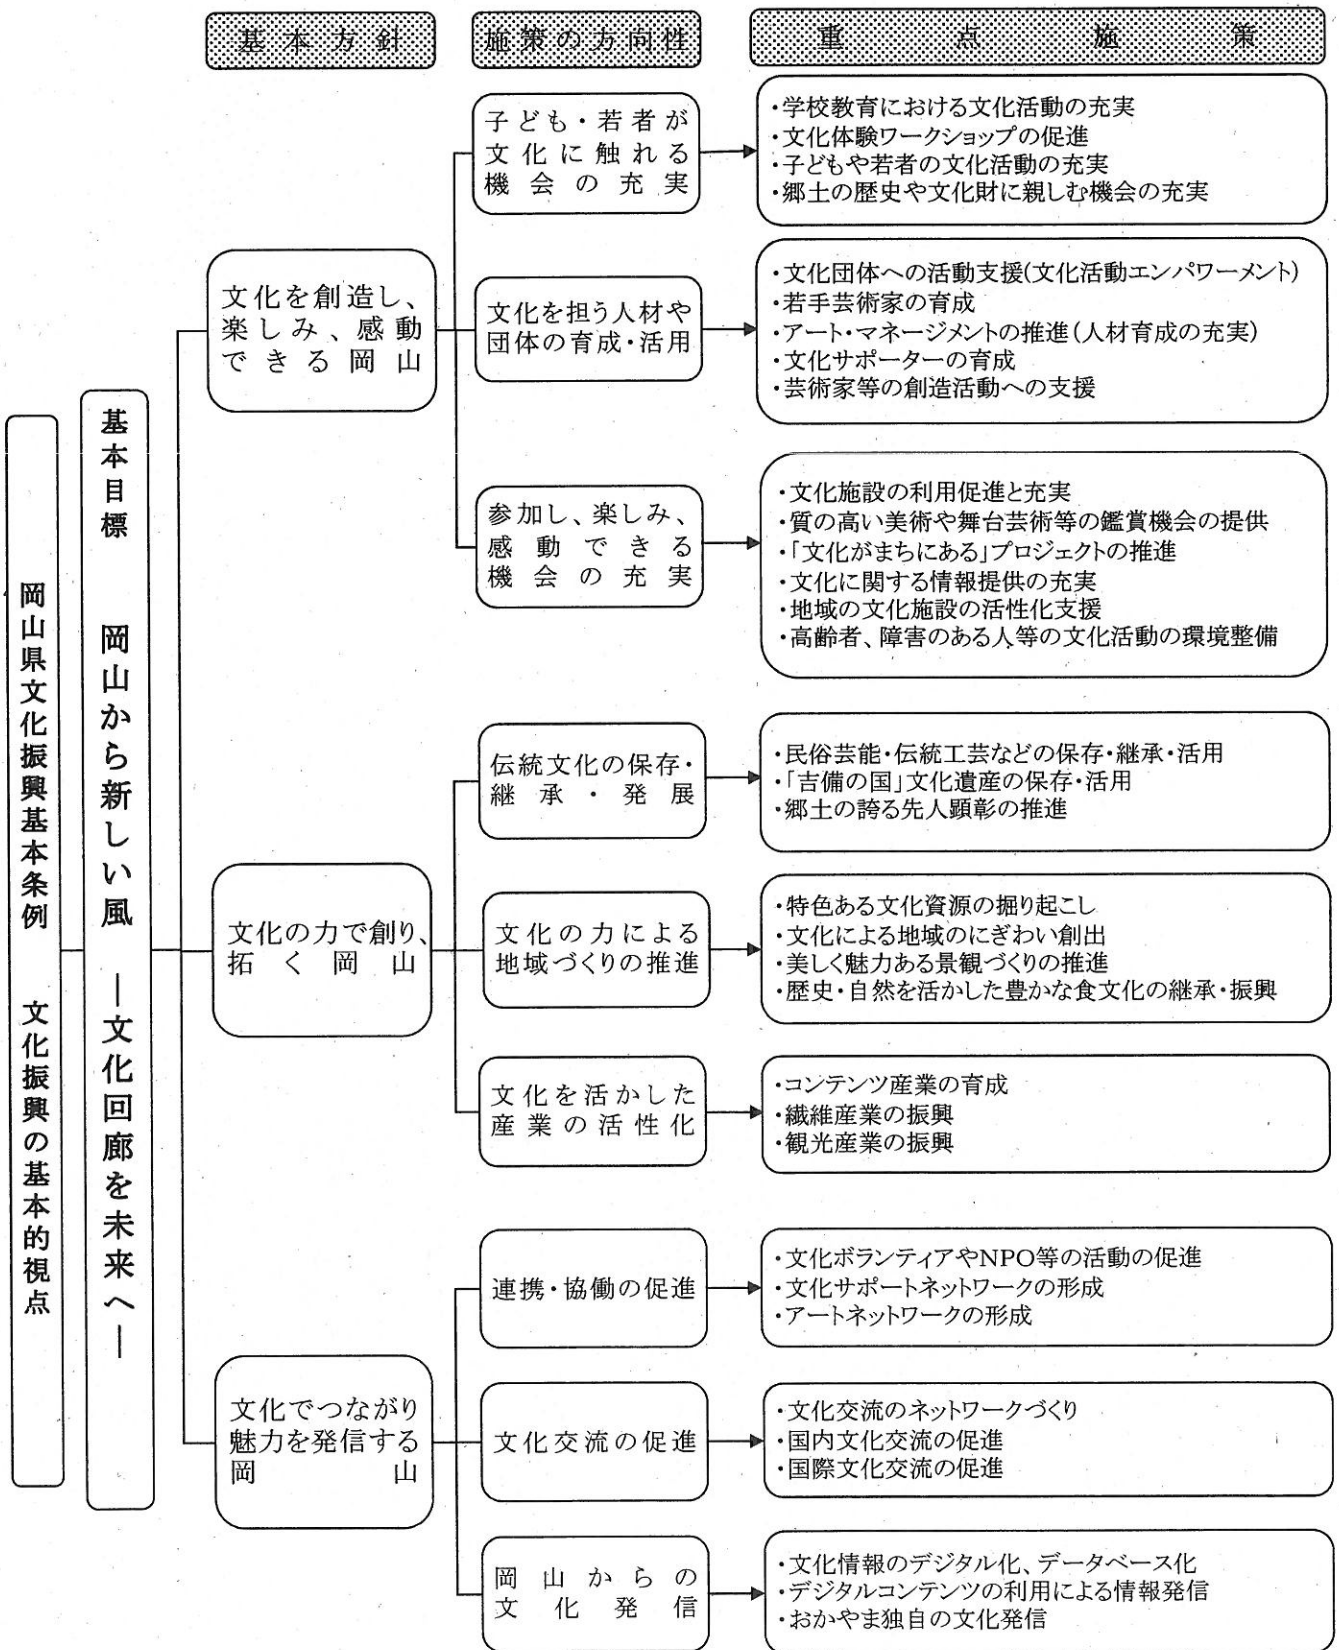 基本方針
施策の方向性
重点施策
岡山県文化振興基本条例 文化振興の基本的視点
基本目標 岡山から新しい風 ―文化回廊を未来へ―
文化を創造し、
楽しみ、感動
できる岡山
子ども・若者が
文化に触れる
機会の充実
・学校教育における文化活動の充実
・文化体験ワークショップの促進
・子どもや若者の文化活動の充実
・郷土の歴史や文化財に親しむ機会の充実
文化を担う人材や
団体の育成・活用
・文化団体への活動支援(文化活動エンパワーメント)
・若手芸術家の育成
・アート・マネージメントの推進(人材育成の充実)
・文化サポーターの育成
・芸術家等の創造活動への支援
参加し、楽しみ、
感動できる
機会の充実
・文化施設の利用促進と充実
・質の高い美術や舞台芸術等の鑑賞機会の提供
・「文化がまちにある」プロジェクトの推進
・文化に関する情報提供の充実
・地域の文化施設の活性化支援
・高齢者、障害のある人等の文化活動の環境整備
文化の力で創り、
拓く岡山
伝統文化の保存・
継承・発展
・民俗芸能・伝統工芸などの保存・継承・活用
・「吉備の国」文化遺産の保存・活用
・郷土の誇る先人顕彰の推進
文化の力による
地域づくりの推進
・特色ある文化資源の掘り起こし
・文化による地域のにぎわい創出
・美しく魅力ある景観づくりの推進
・歴史・自然を活かした豊かな食文化の継承・振興
文化を活かした
産業の活性化
・コンテンツ産業の育成
・繊維産業の振興
・観光産業の振興
文化でつながり
魅力を発信する
岡山
連携・協働の促進
・文化ボランティアやNPO等の活動の促進
・文化サポートネットワークの形成
・アートネットワークの形成
文化交流の促進
・文化交流のネットワークづくり
・国内文化交流の促進
・国際文化交流の促進
岡山からの
文化発信
・文化情報のデジタル化、データベース化
・デジタルコンテンツの利用による情報発信
・おかやま独自の文化発信